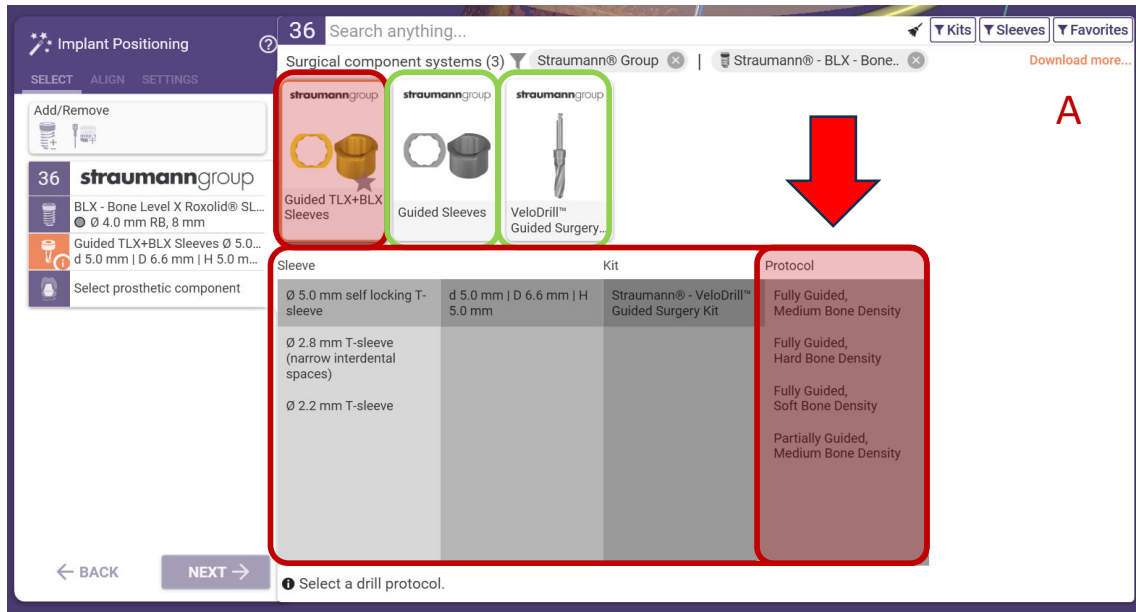 Implant Positioning
SELECT ALIGN SETTINGS
Add/Remove
36 straumanngroup
BLX - Bone Level X Roxolid® SL...
Ø 4.0 mm RB, 8 mm
Guided TLX+BLX Sleeves Ø 5.0...
d 5.0 mm | D 6.6 mm | H 5.0 m...
Select prosthetic component
BACK NEXT
36 Search anything...
Kits Sleeves Favorites
Surgical component systems (3) Straumann® Group | Straumann® - BLX - Bone.. Download more...
A
straumanngroup
Guided TLX+BLX
Sleeves
straumanngroup
Guided Sleeves
straumanngroup
VeloDrill™
Guided Surgery...
Sleeve Kit Protocol
Ø 5.0 mm self locking T-
sleeve
d 5.0 mm | D 6.6 mm | H
5.0 mm
Straumann® - VeloDrill™
Guided Surgery Kit
Fully Guided,
Medium Bone Density
Ø 2.8 mm T-sleeve
(narrow interdental
spaces)
Ø 2.2 mm T-sleeve
Fully Guided,
Hard Bone Density
Fully Guided,
Soft Bone Density
Partially Guided,
Medium Bone Density
Select a drill protocol.